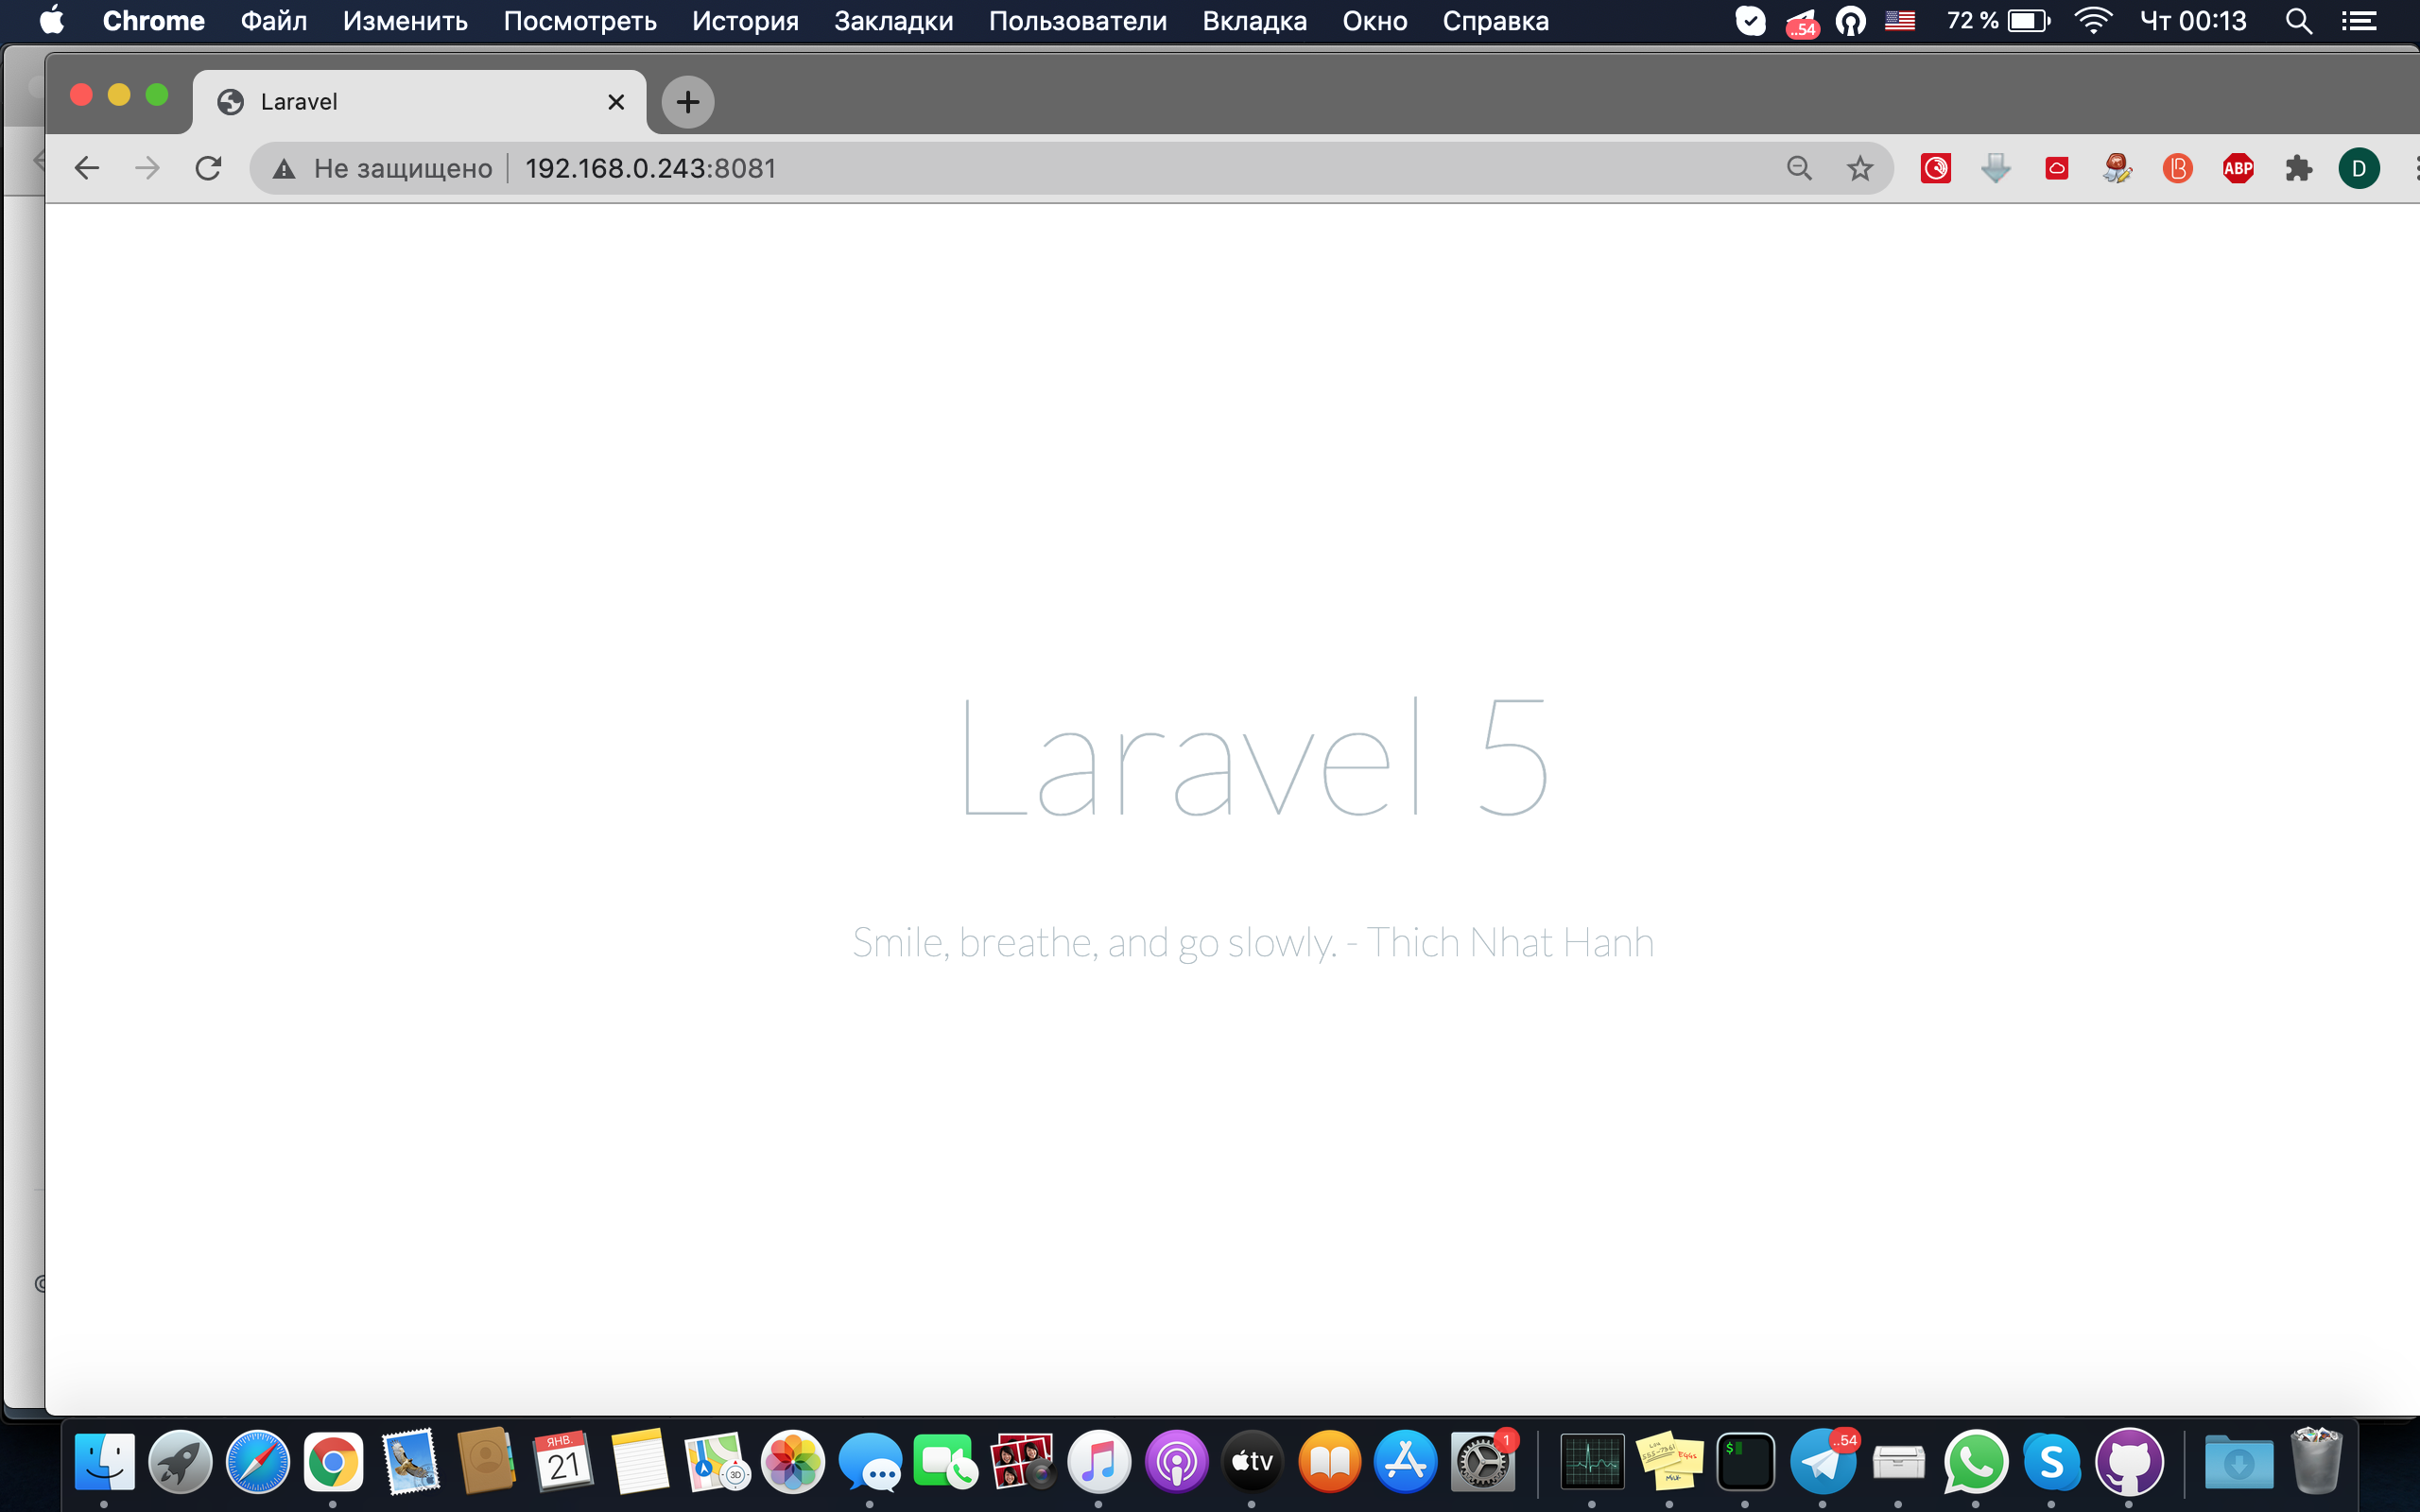 Chrome Файл Изменить Посмотреть История Закладки Пользователи Вкладка Окно Справка ..54 72 % Чт 00:13
Laravel
Не защищено 192.168.0.243:8081 ABP D
Laravel 5
Smile, breathe, and go slowly. - Thich Nhat Hanh
ЯНВ.
21
3D
tv
1
$
..54
S